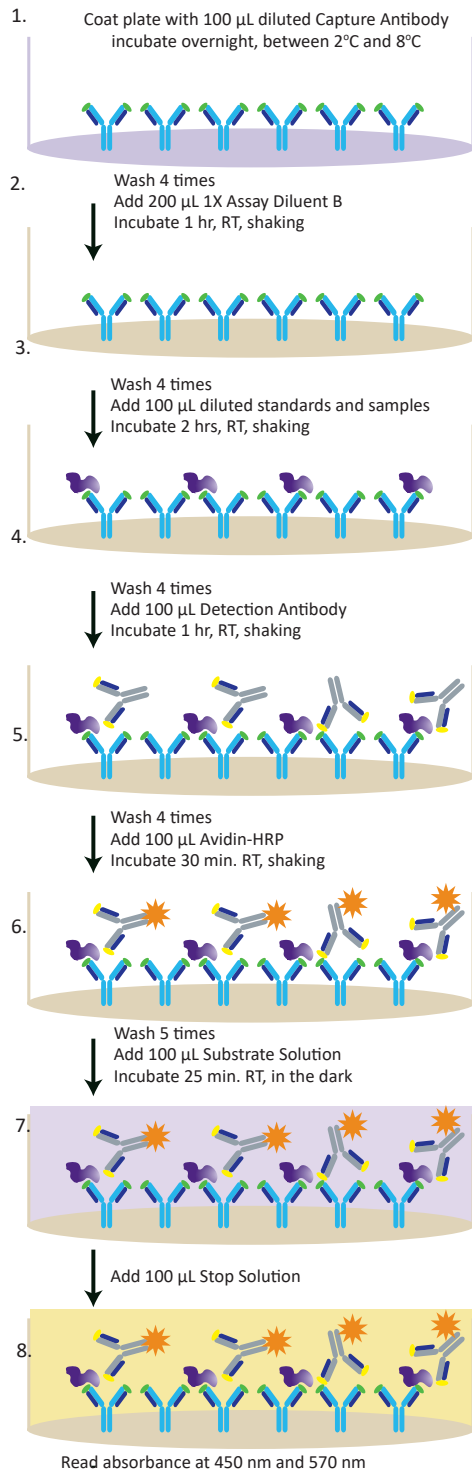 1.
Coat plate with 100 µL diluted Capture Antibody
incubate overnight, between 2°C and 8°C
2.
Wash 4 times
Add 200 µL 1X Assay Diluent B
Incubate 1 hr, RT, shaking
3.
Wash 4 times
Add 100 µL diluted standards and samples
Incubate 2 hrs, RT, shaking
4.
Wash 4 times
Add 100 µL Detection Antibody
Incubate 1 hr, RT, shaking
5.
Wash 4 times
Add 100 µL Avidin-HRP
Incubate 30 min. RT, shaking
6.
Wash 5 times
Add 100 µL Substrate Solution
Incubate 25 min. RT, in the dark
7.
Add 100 µL Stop Solution
8.
Read absorbance at 450 nm and 570 nm